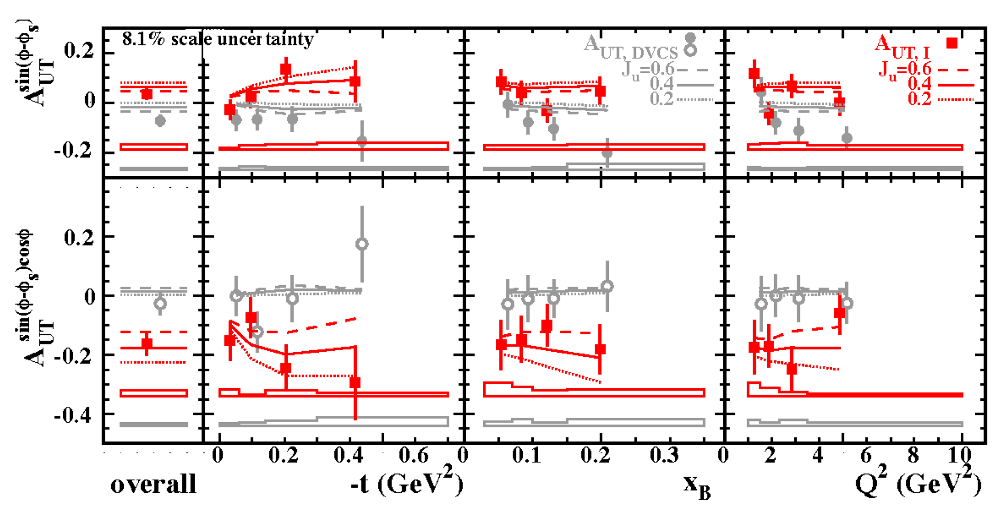 A_UT^sin(ϕ-ϕ_s)
0.2
0
-0.2
8.1% scale uncertainty
A_UT, DVCS
J_u=0.6
0.4
0.2
A_UT, I
J_u=0.6
0.4
0.2
A_UT^sin(ϕ-ϕ_s)cosϕ
0.2
0
-0.2
-0.4
0 0.2 0.4 0.6 0 0.1 0.2 0.3 0 2 4 6 8 10
overall -t (GeV²) x_B Q² (GeV²)